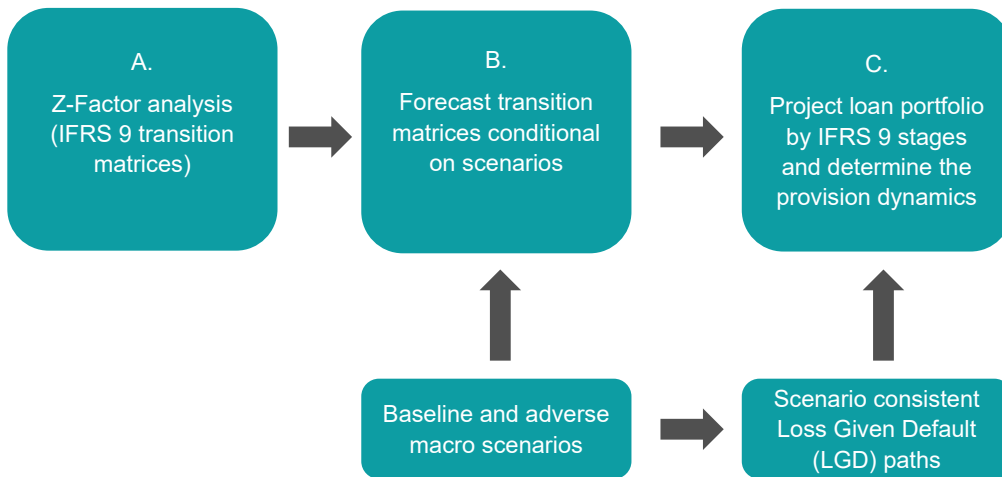 A.
Z-Factor analysis
(IFRS 9 transition
matrices)
B.
Forecast transition
matrices conditional
on scenarios
C.
Project loan portfolio
by IFRS 9 stages
and determine the
provision dynamics
Baseline and adverse
macro scenarios
Scenario consistent
Loss Given Default
(LGD) paths